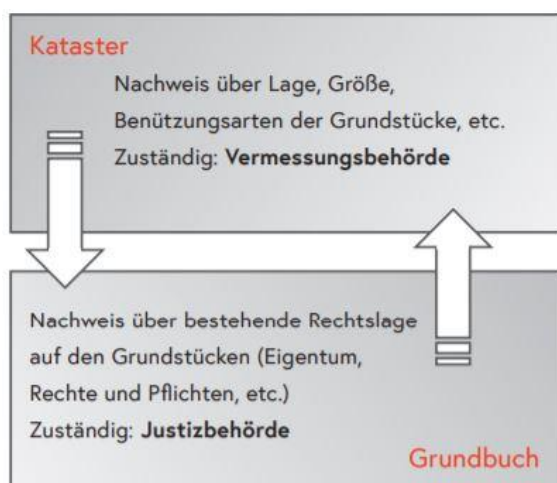 Kataster
Nachweis über Lage, Größe,
Benützungsarten der Grundstücke, etc.
Zuständig: Vermessungsbehörde
Nachweis über bestehende Rechtslage
auf den Grundstücken (Eigentum,
Rechte und Pflichten, etc.)
Zuständig: Justizbehörde
Grundbuch